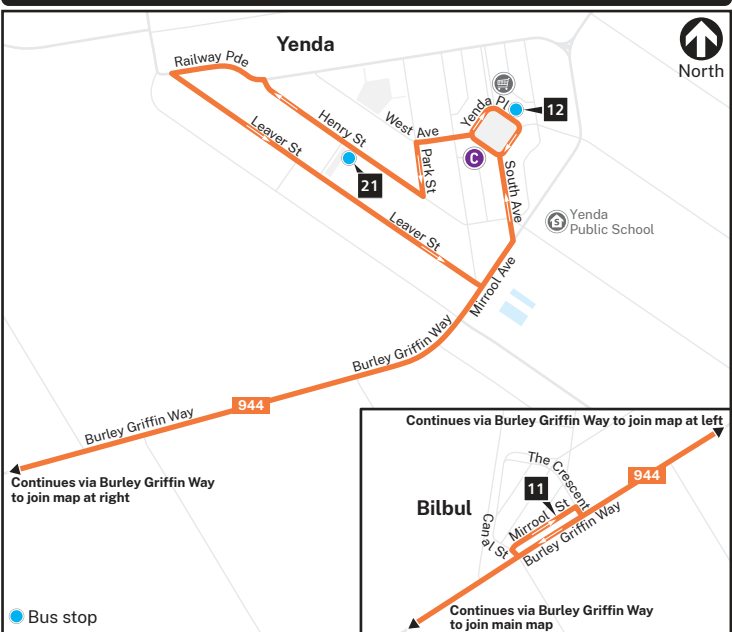 Yenda
North
Railway Pde
Yenda Pl
12
West Ave
Henry St
Leaver St
Park St
C
21
South Ave
S
Yenda
Public School
Leaver St
Mirrool Ave
Burley Griffin Way
944
Burley Griffin Way
Continues via Burley Griffin Way
to join map at right
Continues via Burley Griffin Way to join map at left
The Crescent
944
11
Bilbul
Mirrool St
Canal St
Burley Griffin Way
Continues via Burley Griffin Way
to join main map
Bus stop